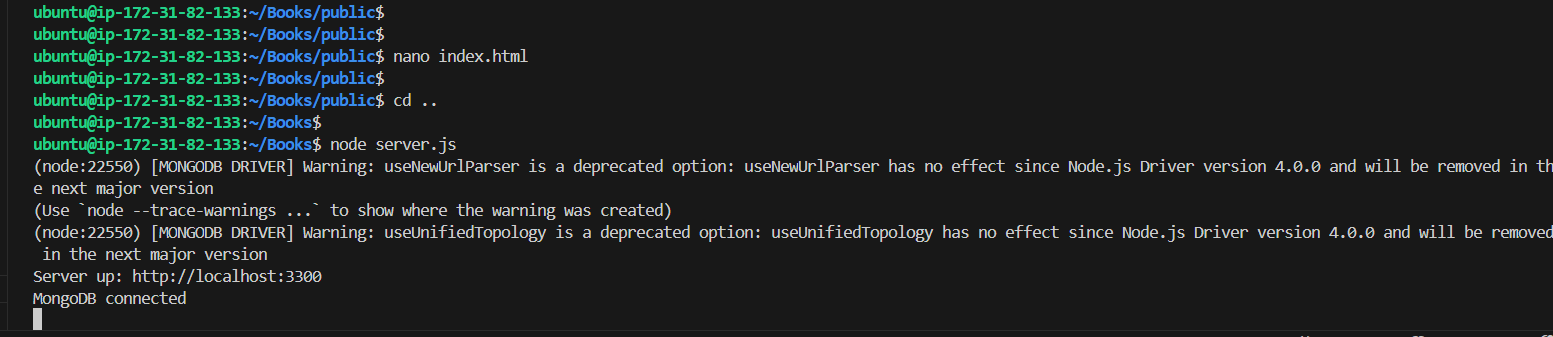 ubuntu@ip-172-31-82-133:~/Books/public$
ubuntu@ip-172-31-82-133:~/Books/public$
ubuntu@ip-172-31-82-133:~/Books/public$ nano index.html
ubuntu@ip-172-31-82-133:~/Books/public$
ubuntu@ip-172-31-82-133:~/Books/public$ cd ..
ubuntu@ip-172-31-82-133:~/Books$
ubuntu@ip-172-31-82-133:~/Books$ node server.js
(node:22550) [MONGODB DRIVER] Warning: useNewUrlParser is a deprecated option: useNewUrlParser has no effect since Node.js Driver version 4.0.0 and will be removed in th
e next major version
(Use `node --trace-warnings ...` to show where the warning was created)
(node:22550) [MONGODB DRIVER] Warning: useUnifiedTopology is a deprecated option: useUnifiedTopology has no effect since Node.js Driver version 4.0.0 and will be removed
 in the next major version
Server up: http://localhost:3300
MongoDB connected